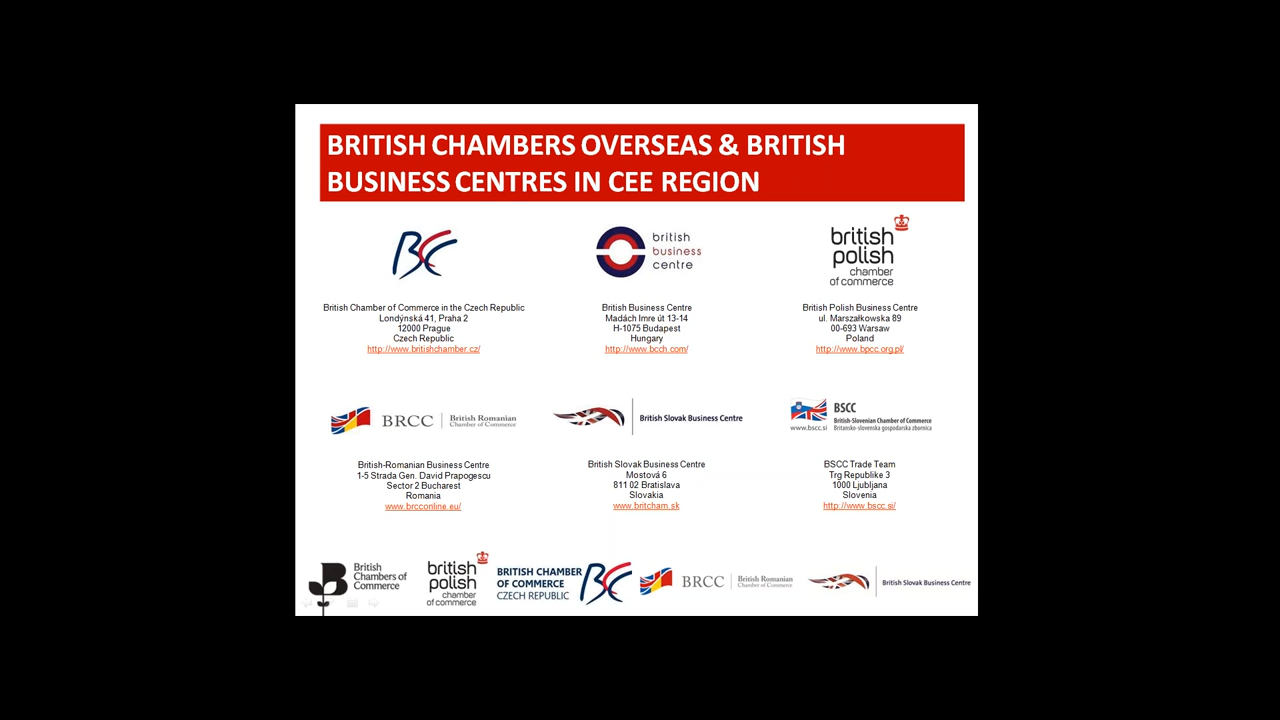 BRITISH CHAMBERS OVERSEAS & BRITISH
BUSINESS CENTRES IN CEE REGION
BCC
british
business
centre
british
polish
chamber
of commerce
British Chamber of Commerce in the Czech Republic
Londýnská 41, Praha 2
12000 Prague
Czech Republic
http://www.britishchamber.cz/
British Business Centre
Madách Imre út 13-14
H-1075 Budapest
Hungary
http://www.bcch.com/
British Polish Business Centre
ul. Marszałkowska 89
00-693 Warsaw
Poland
http://www.bpcc.org.pl/
BRCC
British Romanian
Chamber of Commerce
British Slovak Business Centre
www.bscc.si
BSCC
British-Slovenian Chamber of Commerce
Britansko-slovenska gospodarska zbornica
British-Romanian Business Centre
1-5 Strada Gen. David Prapogescu
Sector 2 Bucharest
Romania
www.brcconline.eu/
British Slovak Business Centre
Mostová 6
811 02 Bratislava
Slovakia
www.britcham.sk
BSCC Trade Team
Trg Republike 3
1000 Ljubljana
Slovenia
http://www.bscc.si/
British
Chambers of
Commerce
british
polish
chamber
of commerce
BRITISH CHAMBER
OF COMMERCE
CZECH REPUBLIC
BCC
BRCC
British Romanian
Chamber of Commerce
British Slovak Business Centre